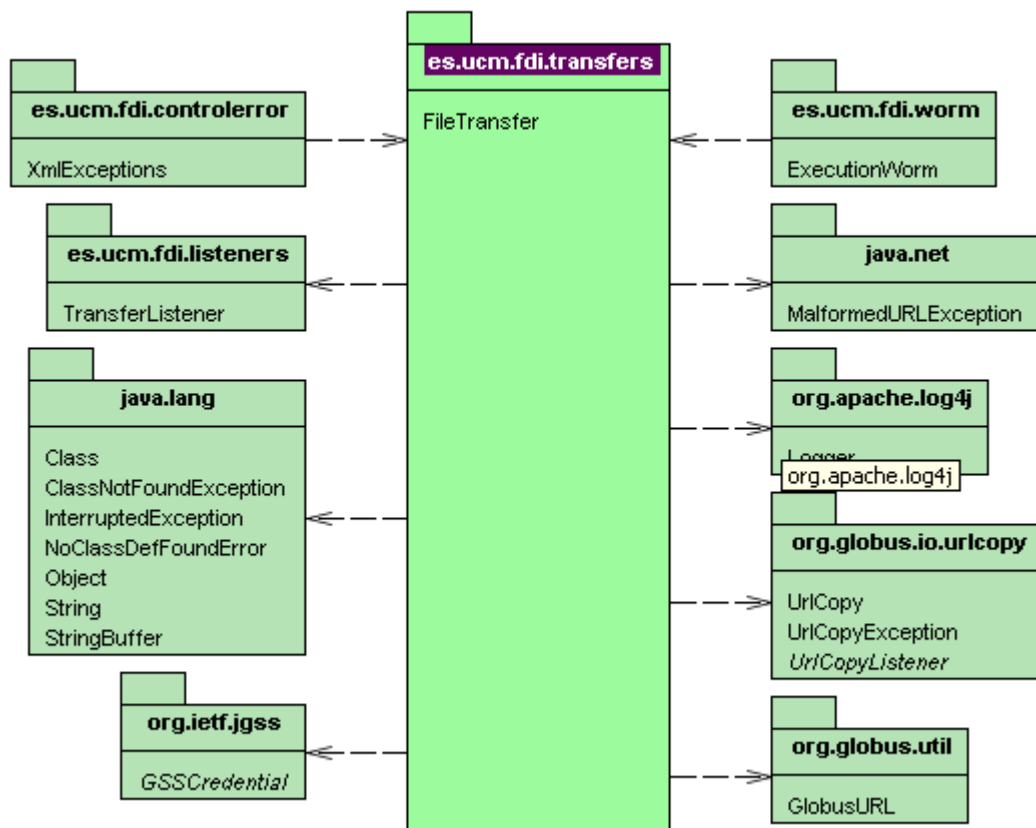 es.ucm.fdi.transfers
FileTransfer
es.ucm.fdi.controlerror
XmlExceptions
es.ucm.fdi.listeners
TransferListener
java.lang
Class
ClassNotFoundException
InterruptedException
NoClassDefFoundError
Object
String
StringBuffer
org.ietf.jgss
GSSCredential
es.ucm.fdi.worm
ExecutionWorm
java.net
MalformedURLException
org.apache.log4j
Logger
org.apache.log4j
org.globus.io.urlcopy
UrlCopy
UrlCopyException
UrlCopyListener
org.globus.util
GlobusURL